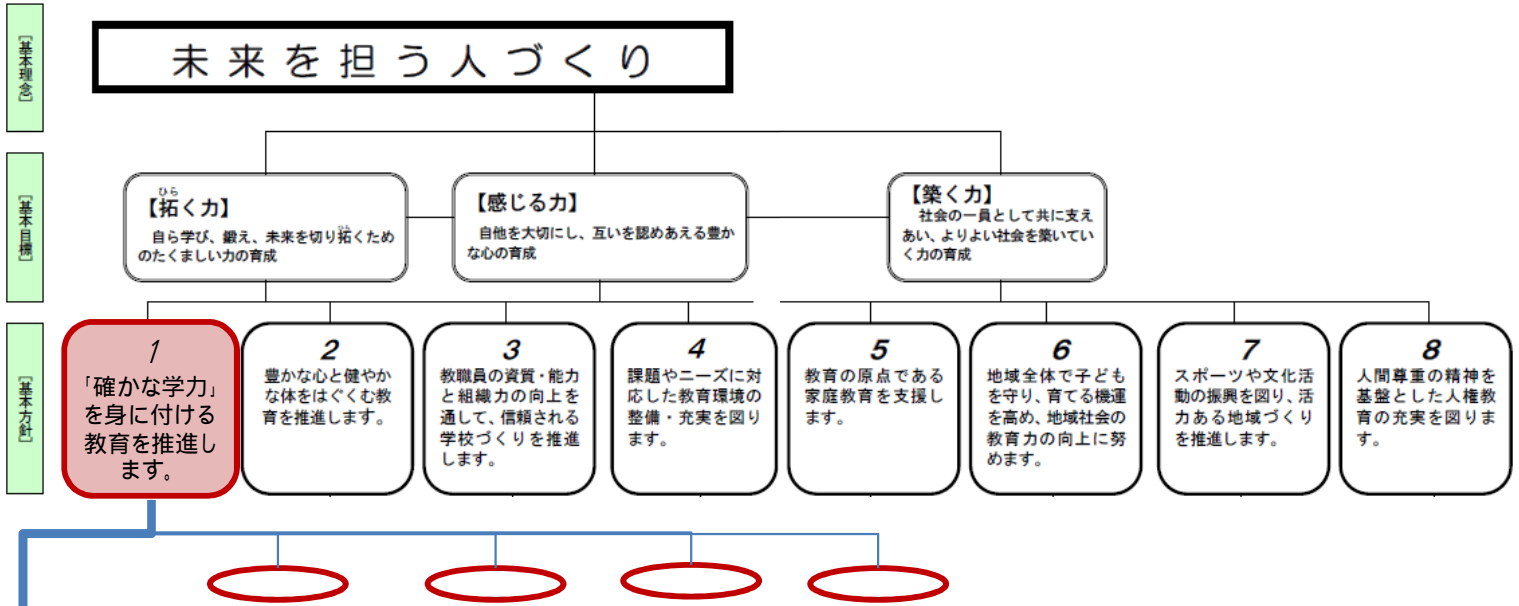 [基本理念]
未来を担う人づくり
[基本目標]
ひら
【拓く力】
自ら学び、鍛え、未来を切り拓くため
ひら
のたくましい力の育成
【感じる力】
自他を大切にし、互いを認めあえる豊か
な心の育成
【築く力】
社会の一員として共に支え
あい、よりよい社会を築いてい
く力の育成
[基本方針]
1
「確かな学力」
を身に付ける
教育を推進し
ます。
2
豊かな心と健やか
な体をはぐくむ教
育を推進します。
3
教職員の資質・能力
と組織力の向上を
通して、信頼される
学校づくりを推進
します。
4
課題やニーズに対
応した教育環境の
整備・充実を図り
ます。
5
教育の原点である
家庭教育を支援し
ます。
6
地域全体で子ども
を守り、育てる機運
を高め、地域社会の
教育力の向上に努
めます。
7
スポーツや文化活
動の振興を図り、活
力ある地域づくり
を推進します。
8
人間尊重の精神を
基盤とした人権教
育の充実を図りま
す。